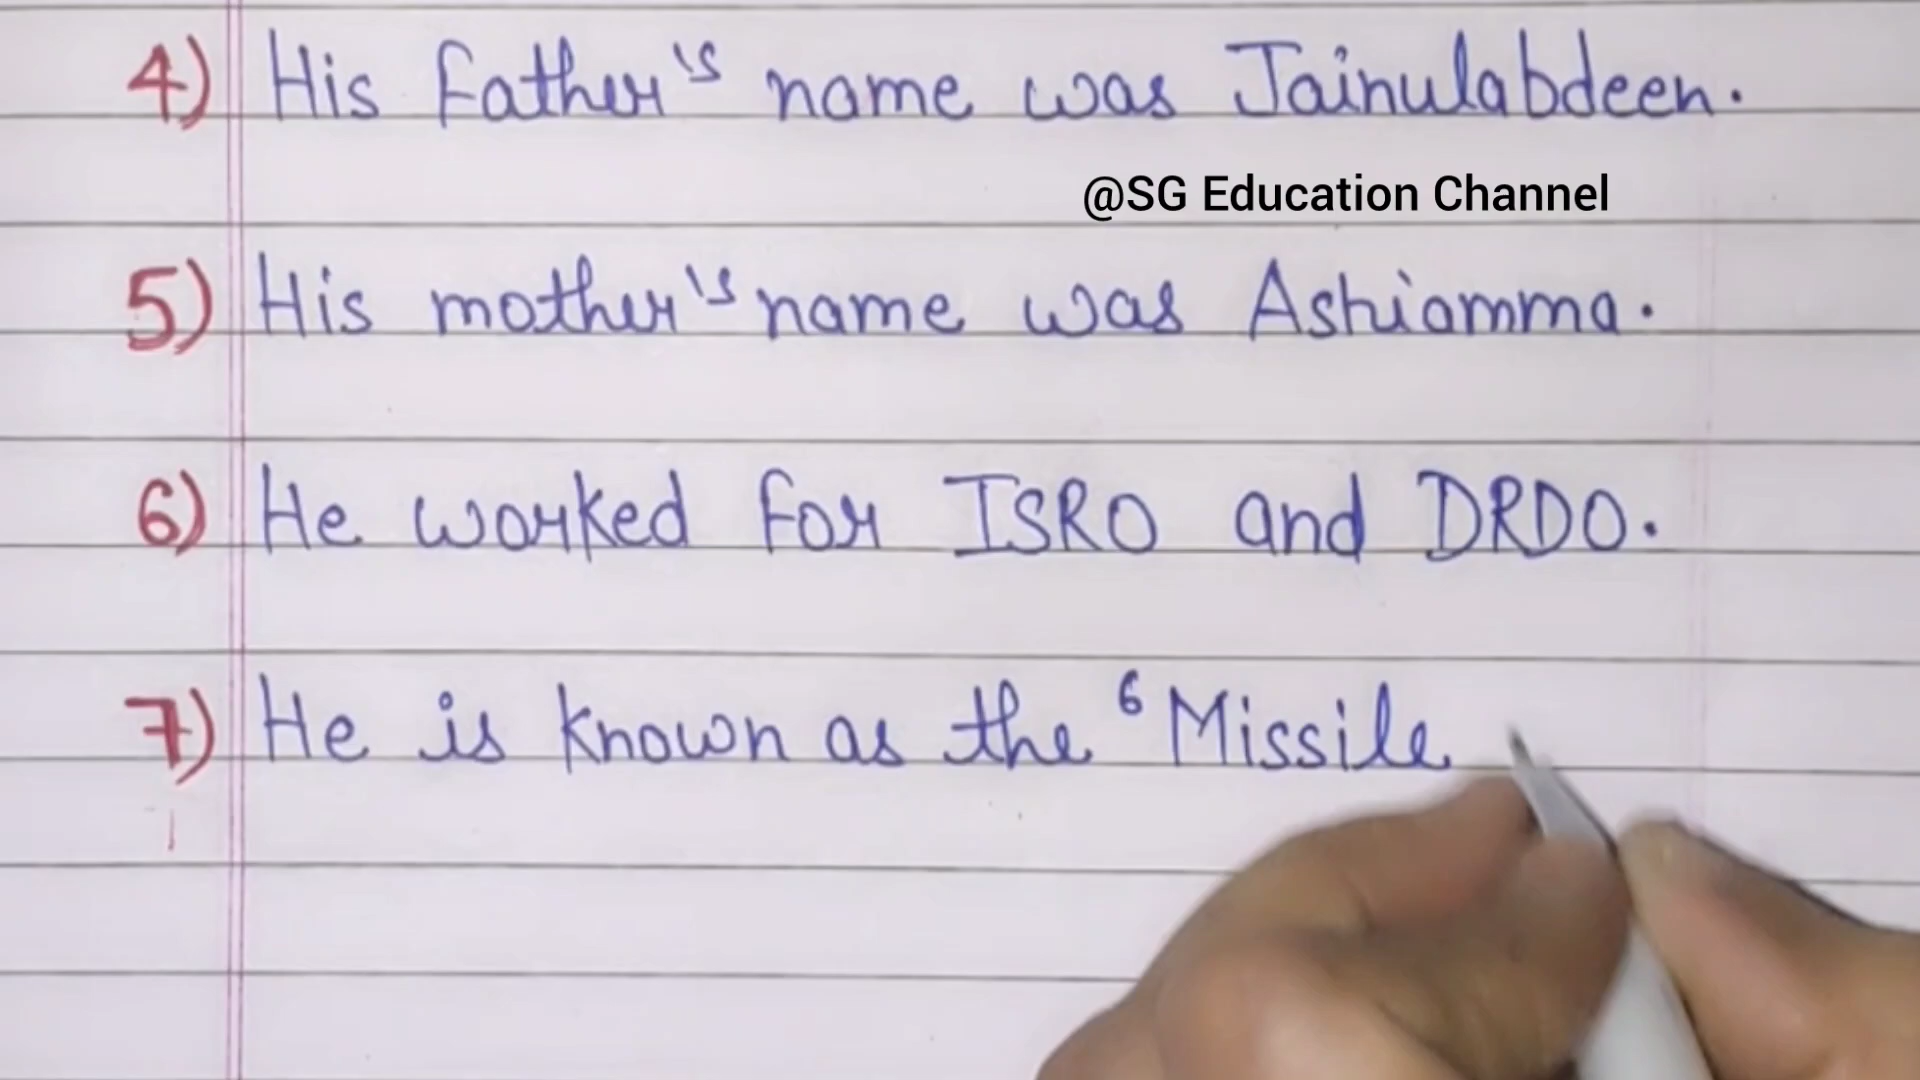 4) His Father's name was Jainulabdeen.
@SG Education Channel
5) His mother's name was Ashiamma.
6) He worked For ISRO and DRDO.
7) He is known as the ‘Missile